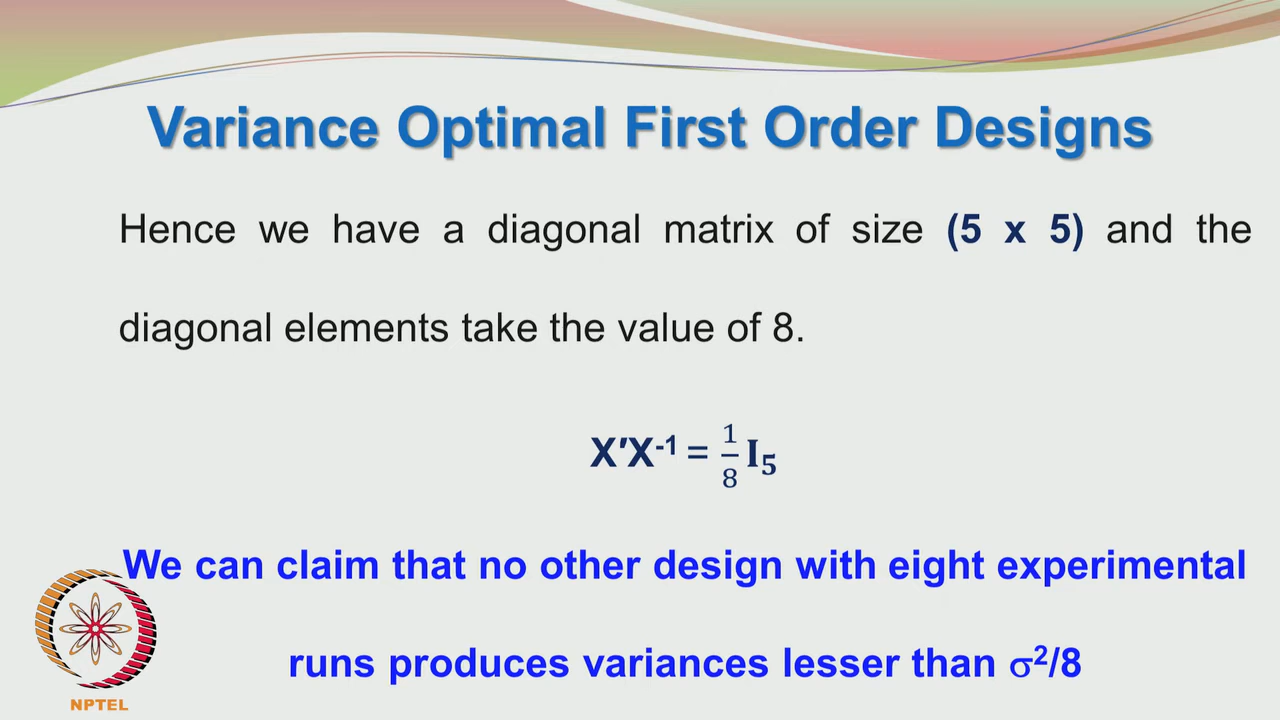 Variance Optimal First Order Designs
Hence we have a diagonal matrix of size (5 x 5) and the
diagonal elements take the value of 8.
X′X⁻¹ = 1/8 I₅
We can claim that no other design with eight experimental
runs produces variances lesser than σ²/8
NPTEL